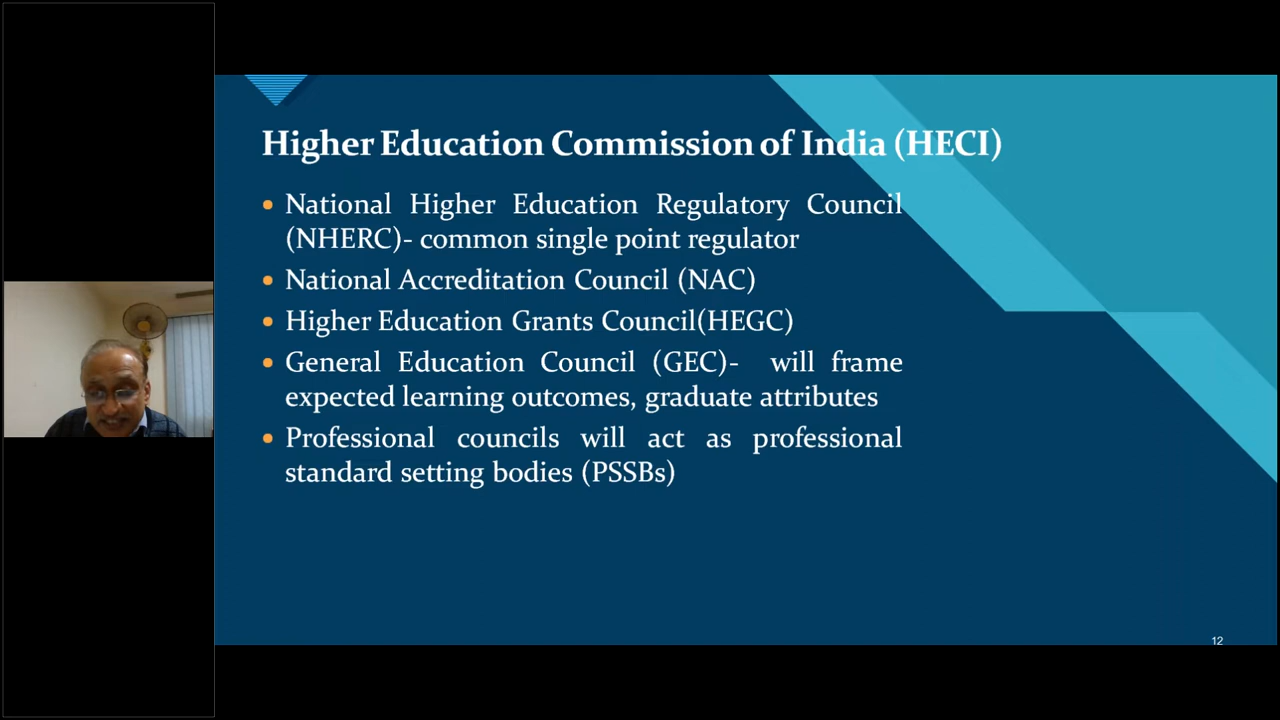 Higher Education Commission of India (HECI)
National Higher Education Regulatory Council
(NHERC)- common single point regulator
National Accreditation Council (NAC)
Higher Education Grants Council(HEGC)
General Education Council (GEC)- will frame
expected learning outcomes, graduate attributes
Professional councils will act as professional
standard setting bodies (PSSBs)
12